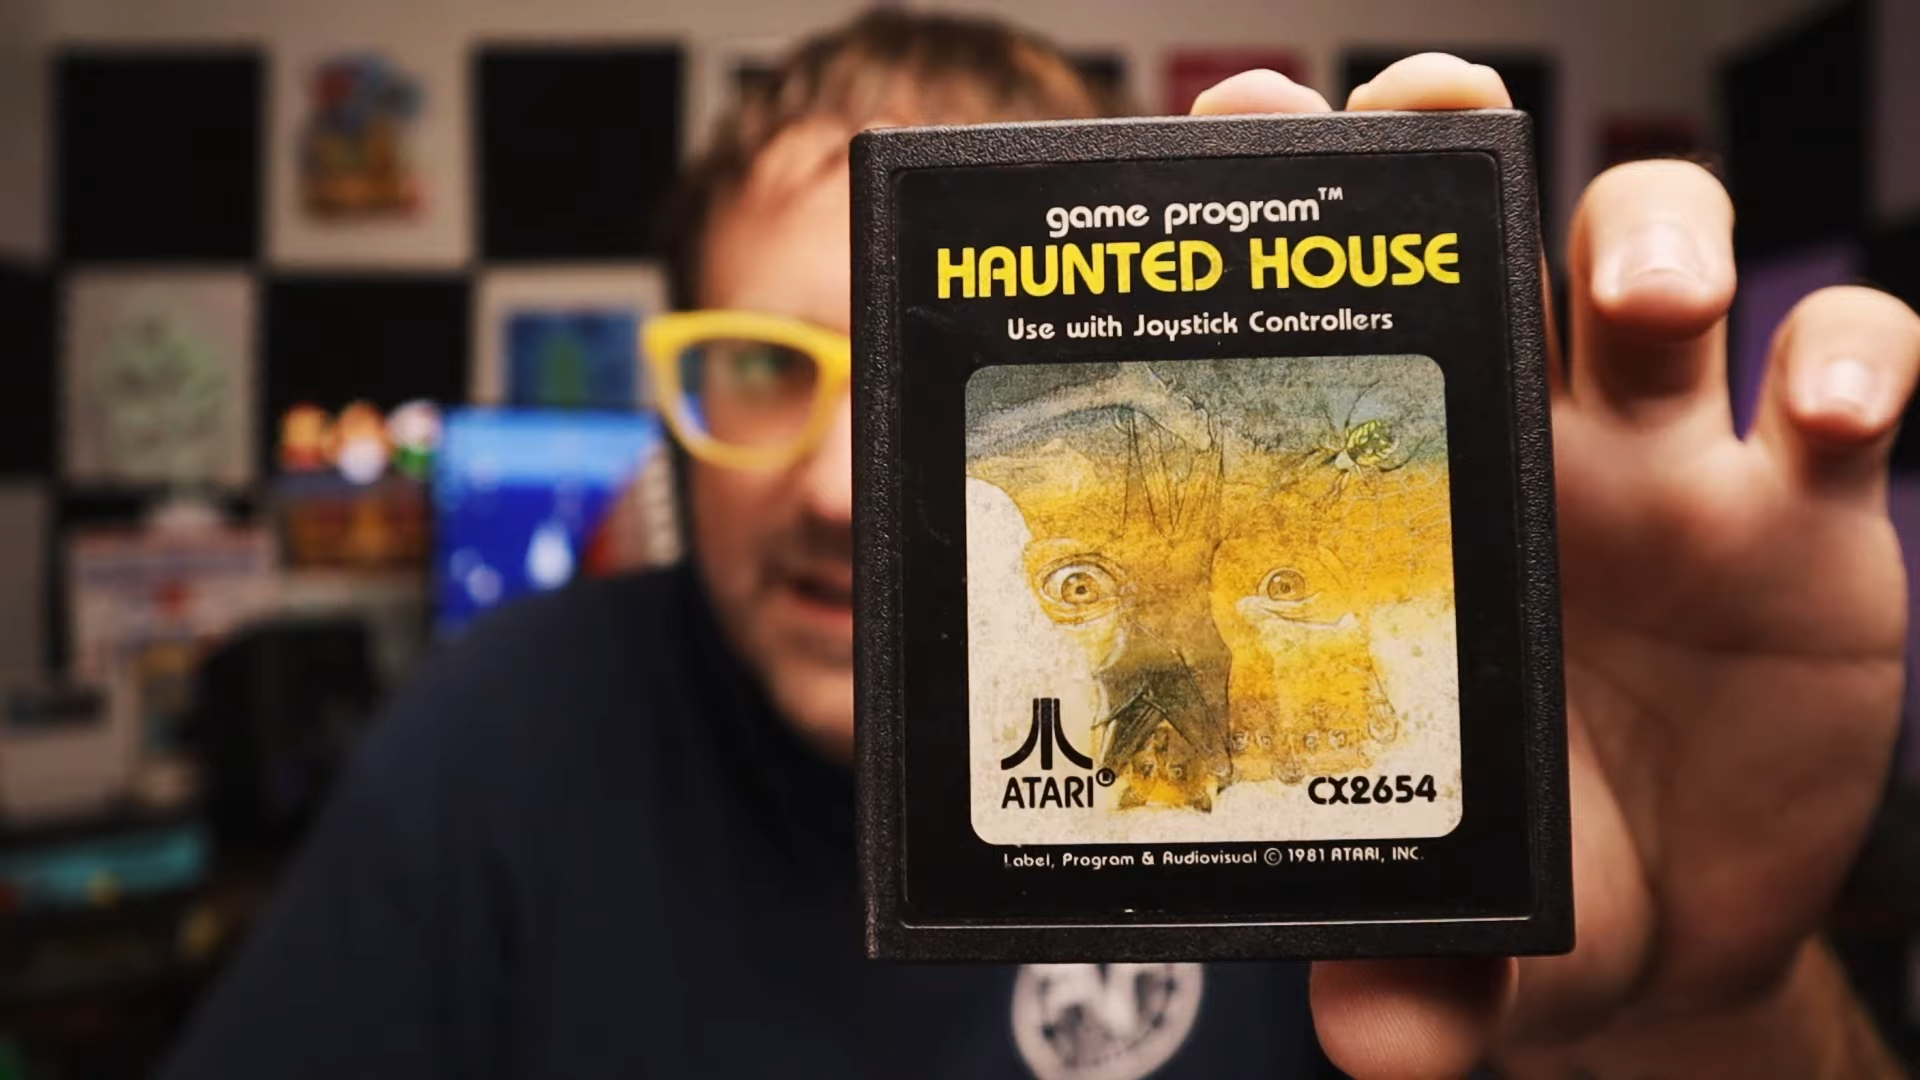 game program™
HAUNTED HOUSE
Use with Joystick Controllers
ATARI®
CX2654
Label, Program & Audiovisual © 1981 ATARI, INC.